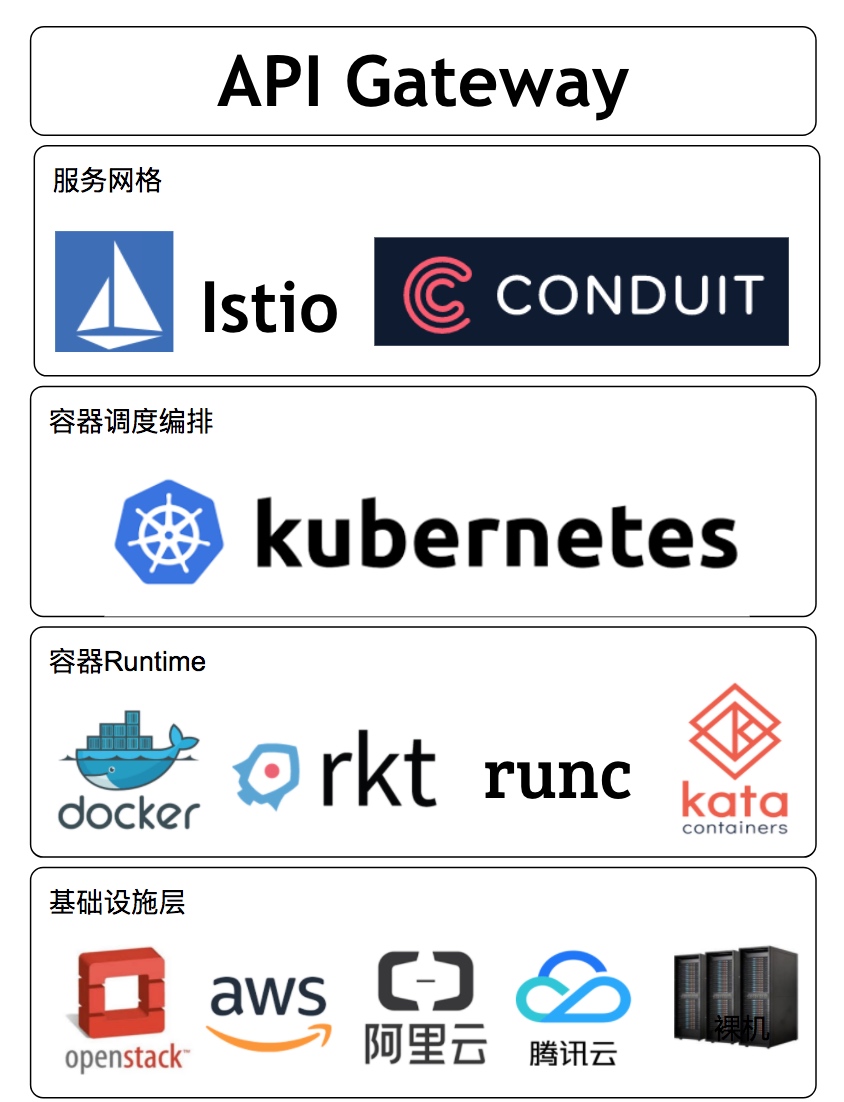 API Gateway
服务网格
Istio
CONDUIT
容器调度编排
kubernetes
容器Runtime
docker
rkt
runc
kata
containers
基础设施层
openstack™
aws
阿里云
腾讯云
裸机